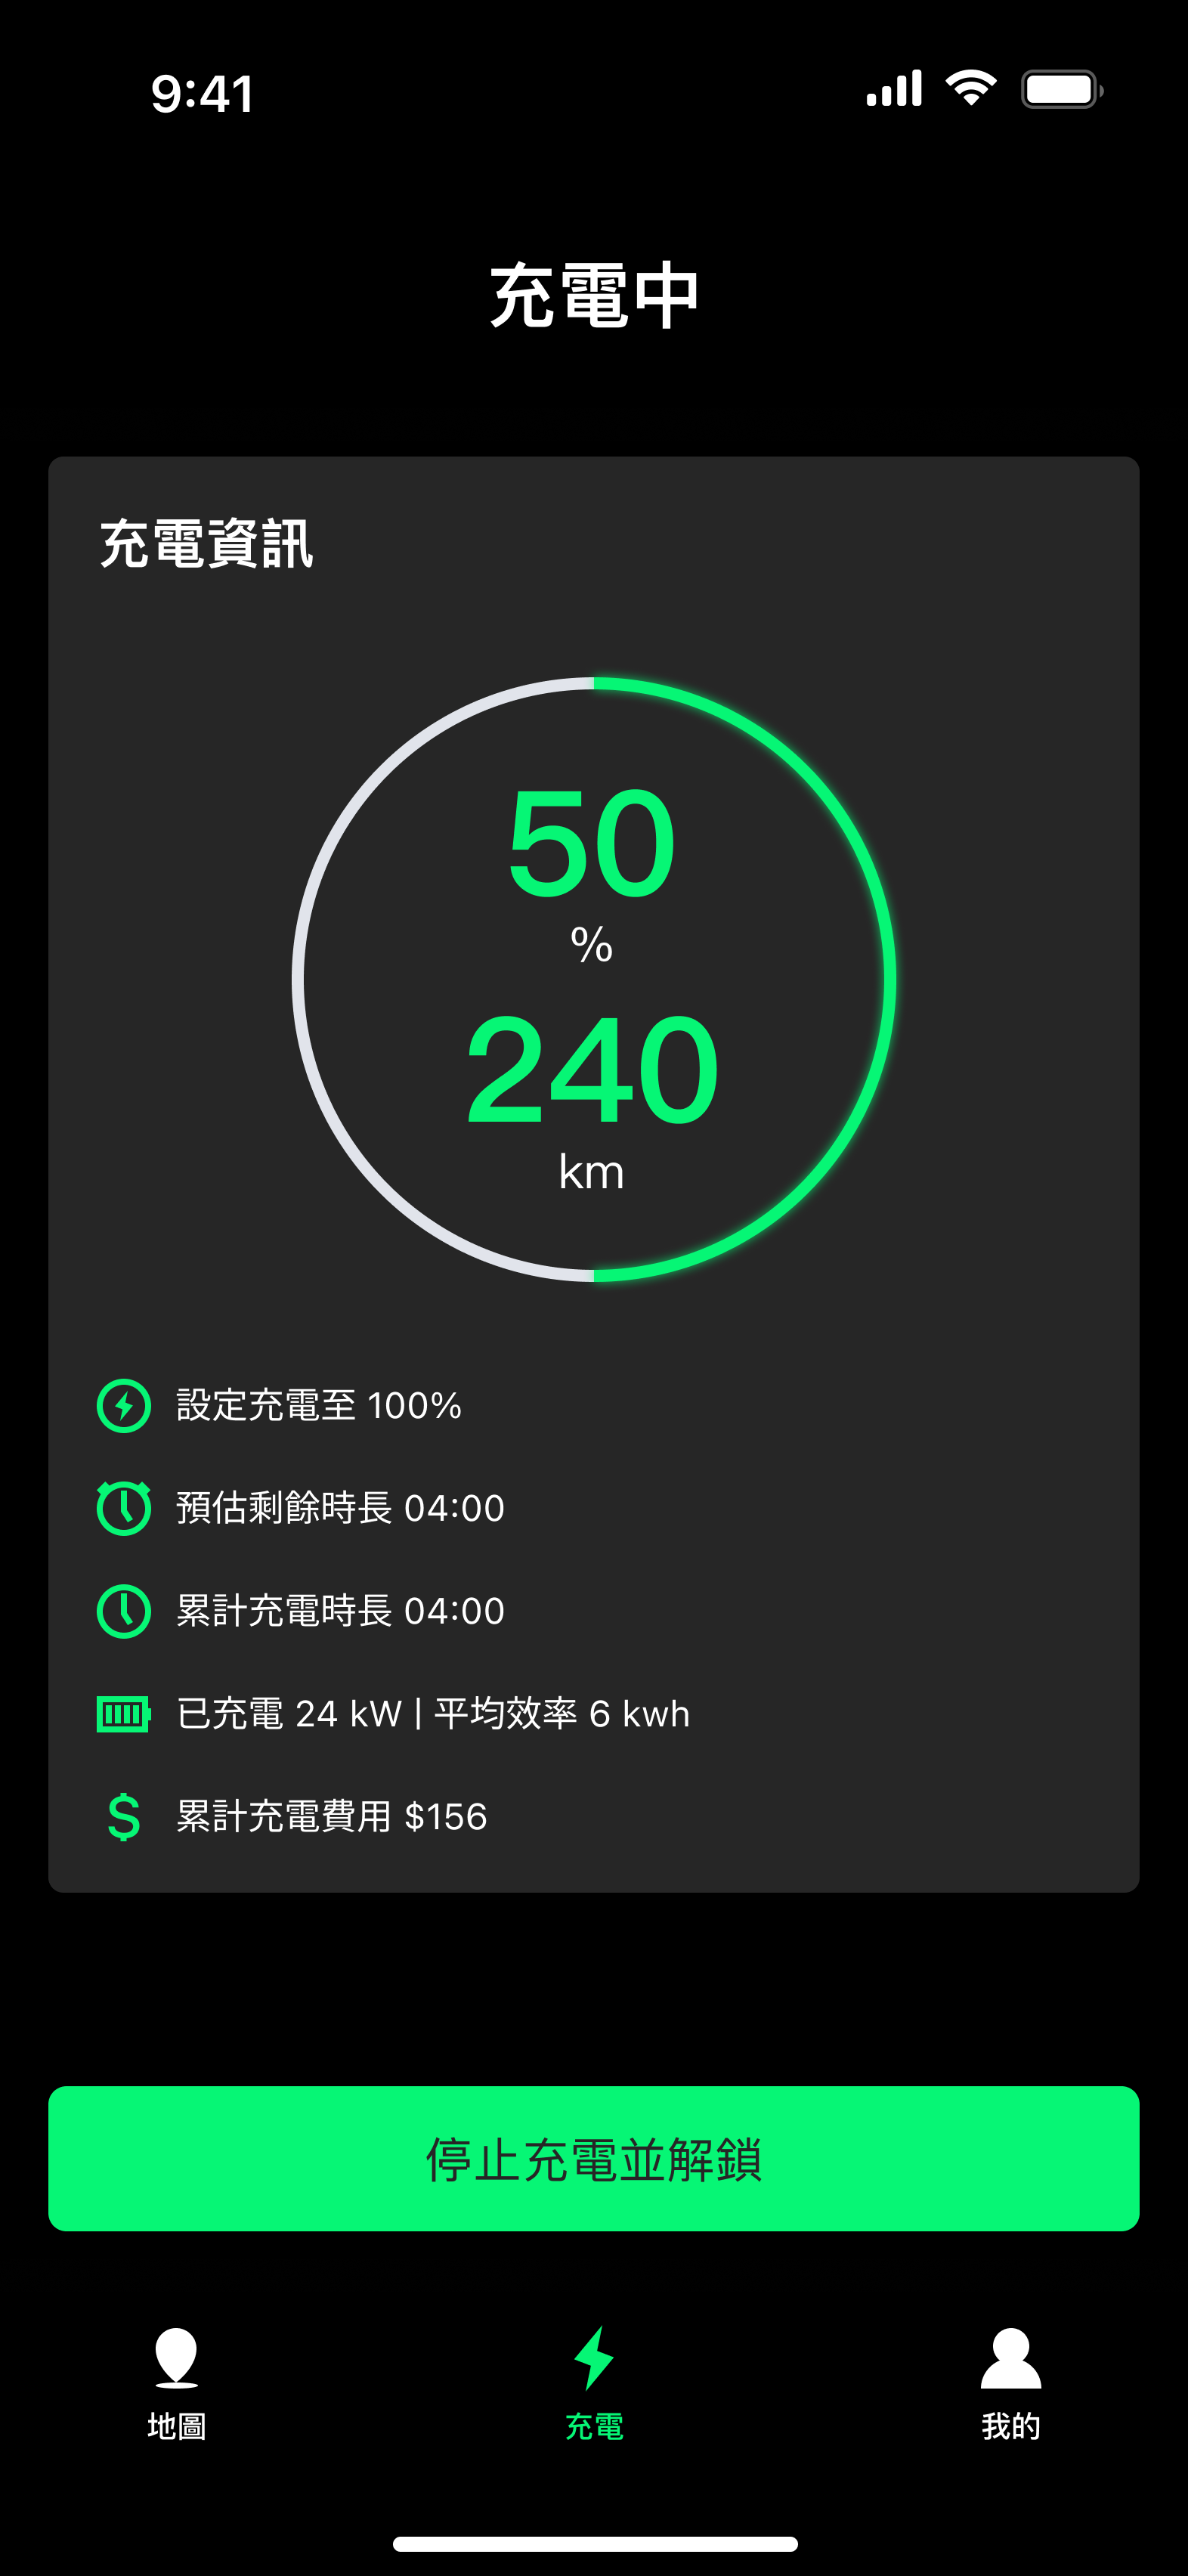 9:41
充電中
充電資訊
50
%
240
km
設定充電至 100%
預估剩餘時長 04:00
累計充電時長 04:00
已充電 24 kW | 平均效率 6 kwh
$ 累計充電費用 $156
停止充電並解鎖
地圖 充電 我的